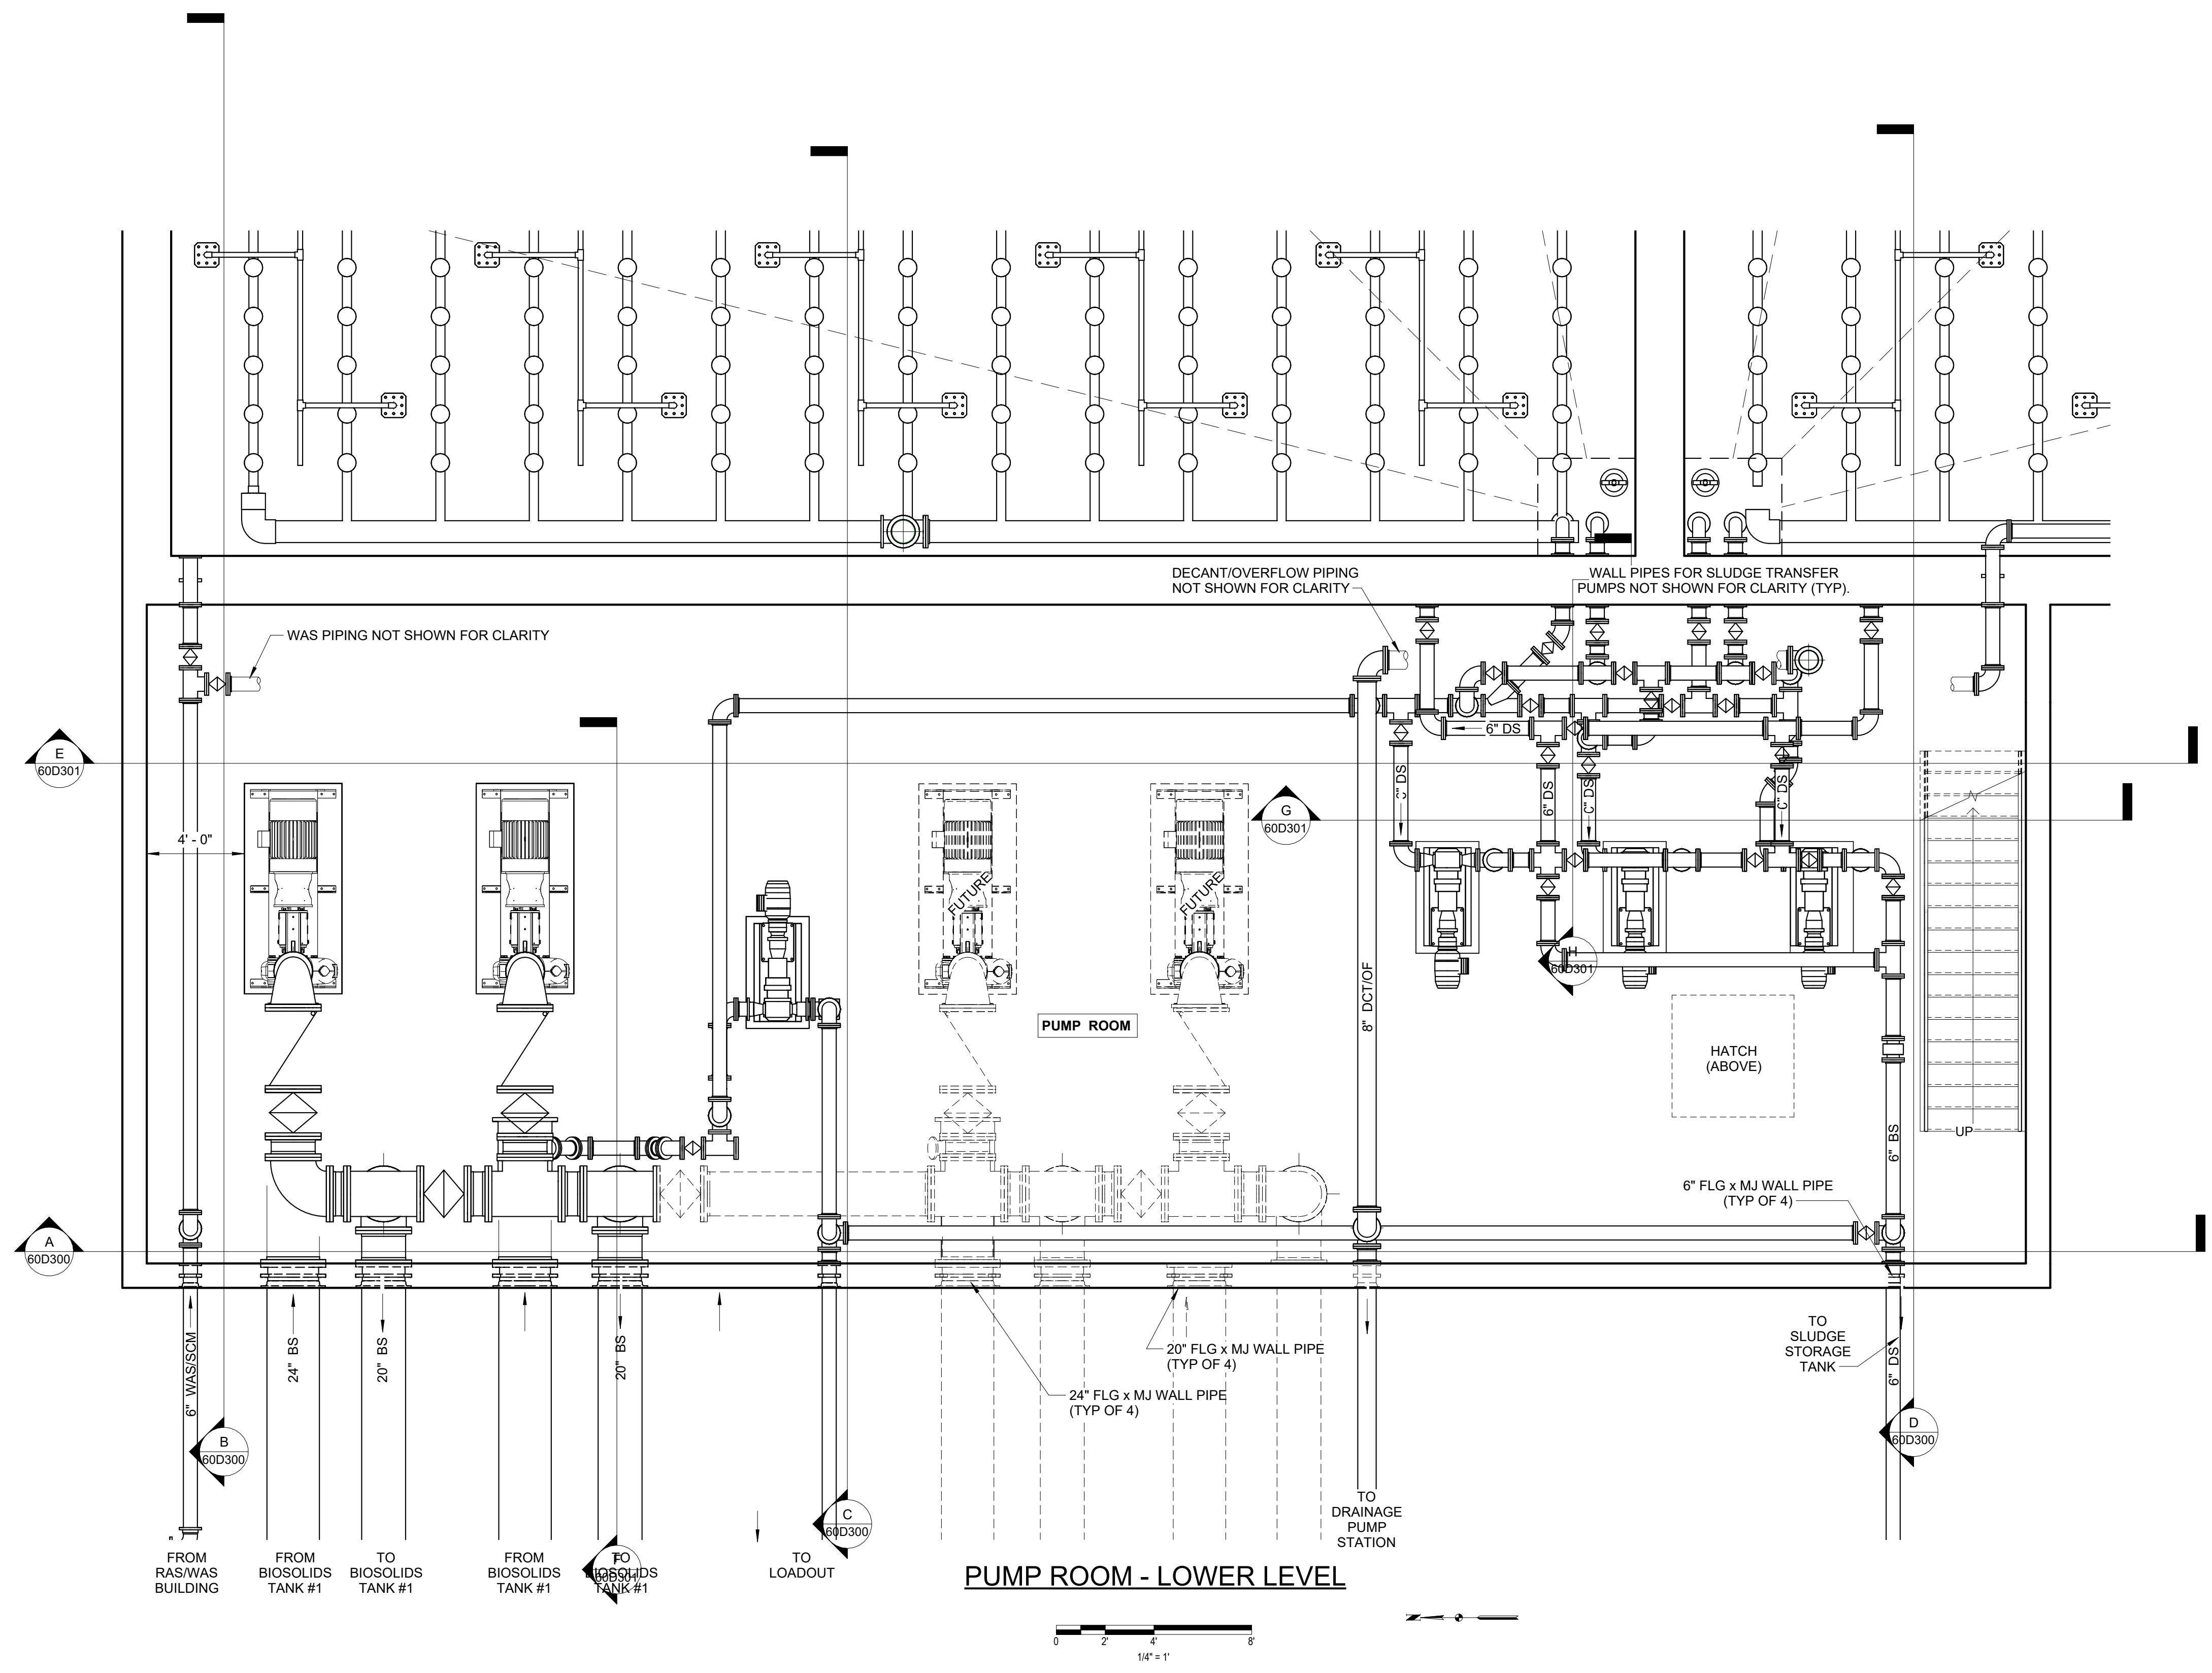 DECANT/OVERFLOW PIPING
NOT SHOWN FOR CLARITY
WALL PIPES FOR SLUDGE TRANSFER
PUMPS NOT SHOWN FOR CLARITY (TYP).
WAS PIPING NOT SHOWN FOR CLARITY
6" DS
E
60D301
4' - 0"
G
60D301
6" DS
FUTURE
FUTURE
H
60D301
8" DCT/OF
PUMP ROOM
HATCH
(ABOVE)
UP
6" BS
6" FLG x MJ WALL PIPE
(TYP OF 4)
A
60D300
6" WAS/SCM
24" BS
20" BS
20" BS
20" FLG x MJ WALL PIPE
(TYP OF 4)
24" FLG x MJ WALL PIPE
(TYP OF 4)
TO
SLUDGE
STORAGE
TANK
6" DS
B
60D300
C
60D300
D
60D300
FROM
RAS/WAS
BUILDING
FROM
BIOSOLIDS
TANK #1
TO
BIOSOLIDS
TANK #1
FROM
BIOSOLIDS
TANK #1
TO
BIOSOLIDS
TANK #1
F
60D301
TO
LOADOUT
TO
DRAINAGE
PUMP
STATION
PUMP ROOM - LOWER LEVEL
0 2' 4' 8'
1/4" = 1'